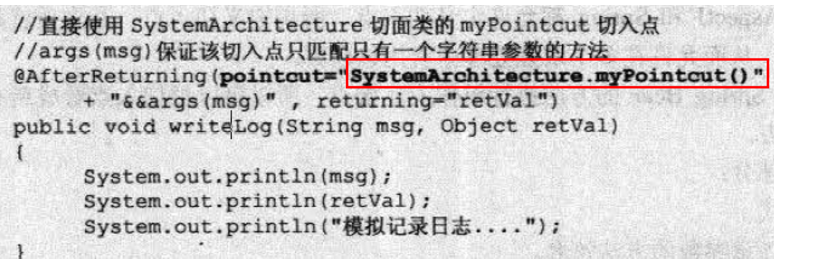 //直接使用 SystemArchitecture 切面类的 myPointcut 切入点
//args(msg)保证该切入点只匹配只有一个字符串参数的方法
@AfterReturning(pointcut="SystemArchitecture.myPointcut()"
+ "&&args(msg)" , returning="retVal")
public void writeLog(String msg, Object retVal)
{
System.out.println(msg);
System.out.println(retVal);
System.out.println("模拟记录日志....");
}